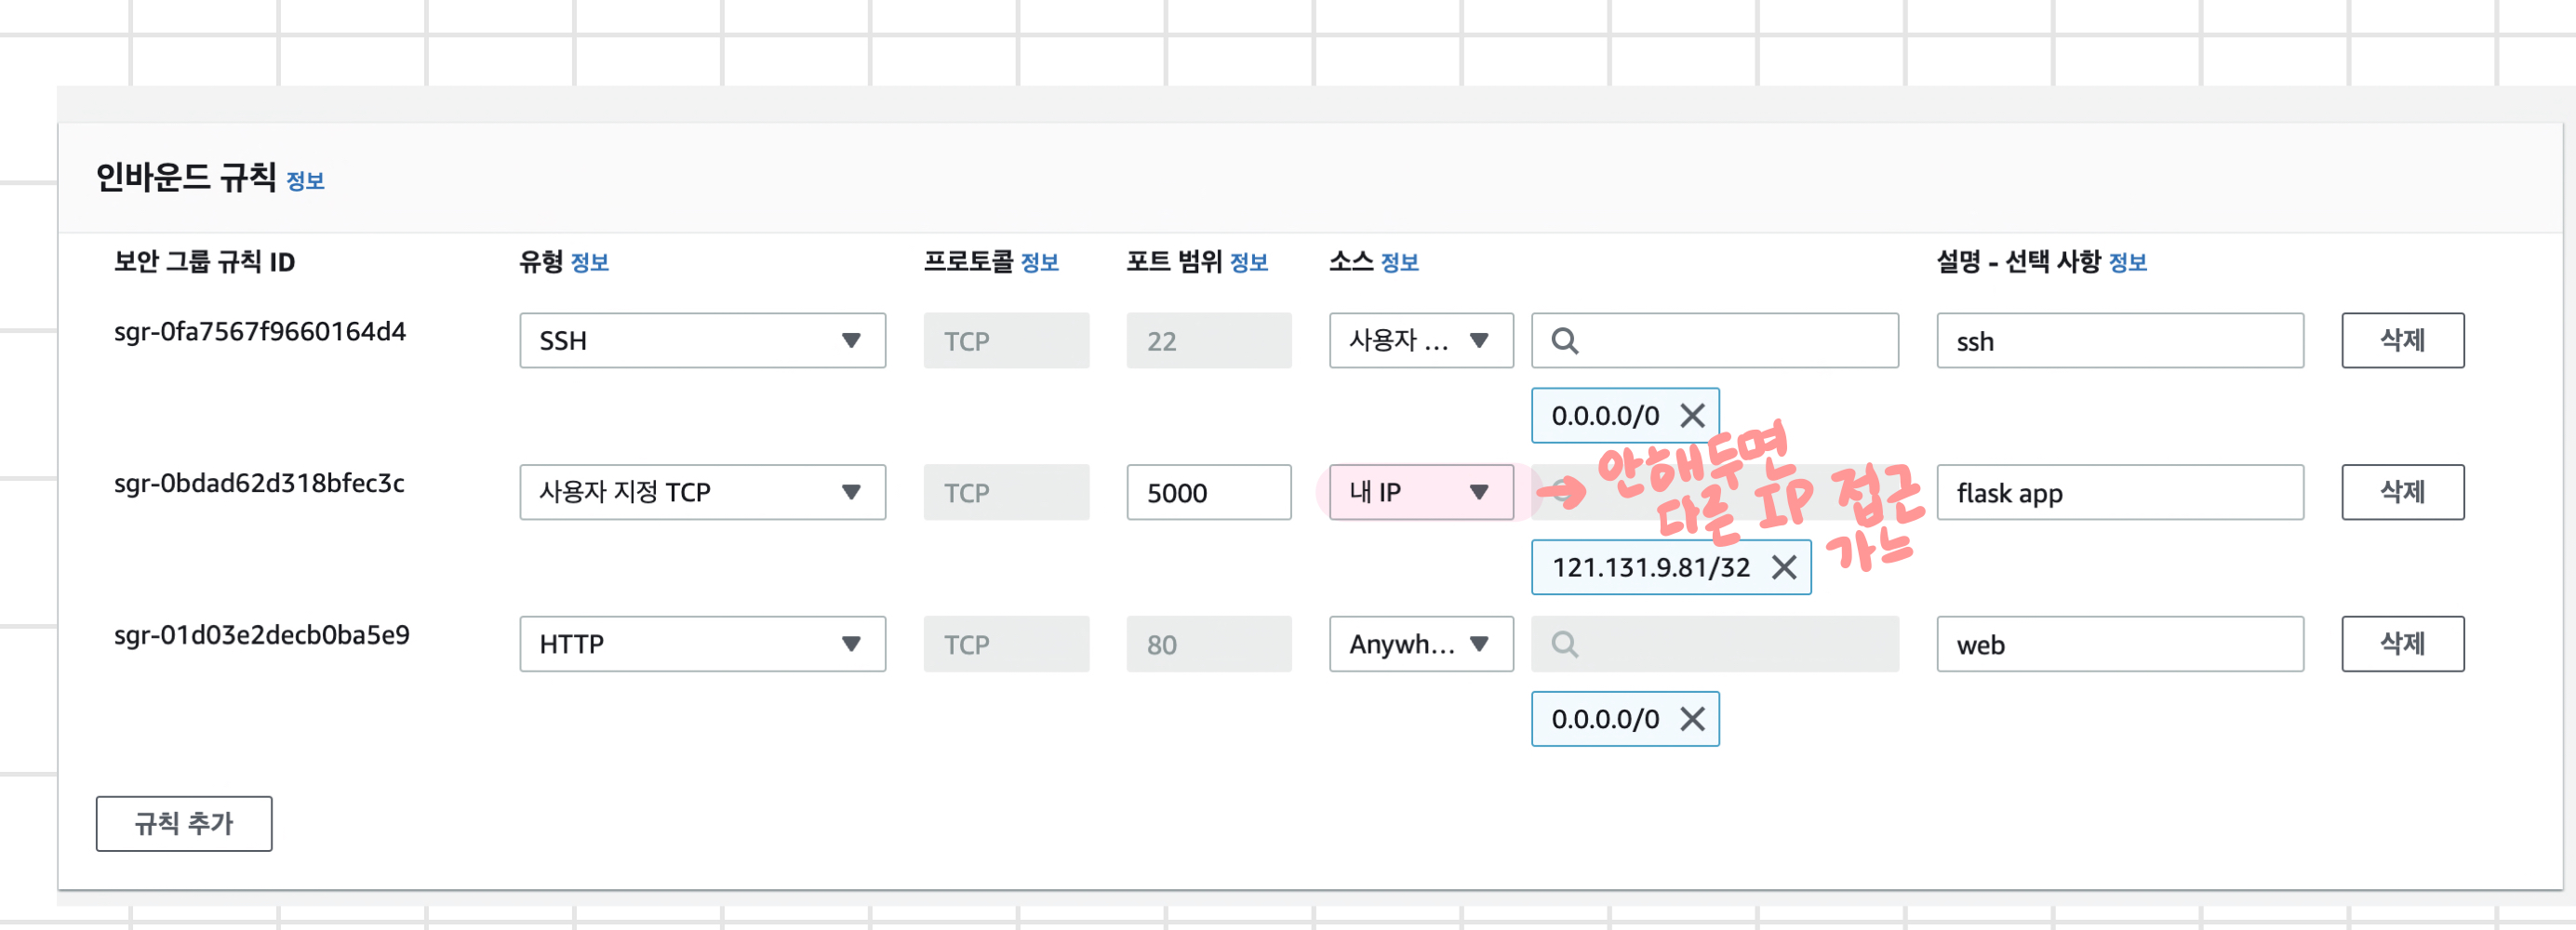 인바운드 규칙 정보
보안 그룹 규칙 ID 유형 정보 프로토콜 정보 포트 범위 정보 소스 정보 설명 - 선택 사항 정보
sgr-0fa7567f9660164d4 SSH TCP 22 사용자 ... ssh 삭제
0.0.0.0/0
sgr-0bdad62d318bfec3c 사용자 지정 TCP TCP 5000 내 IP flask app 삭제
→ 안해두면
다른 IP 접근
가느
121.131.9.81/32
sgr-01d03e2decb0ba5e9 HTTP TCP 80 Anywh... web 삭제
0.0.0.0/0
규칙 추가